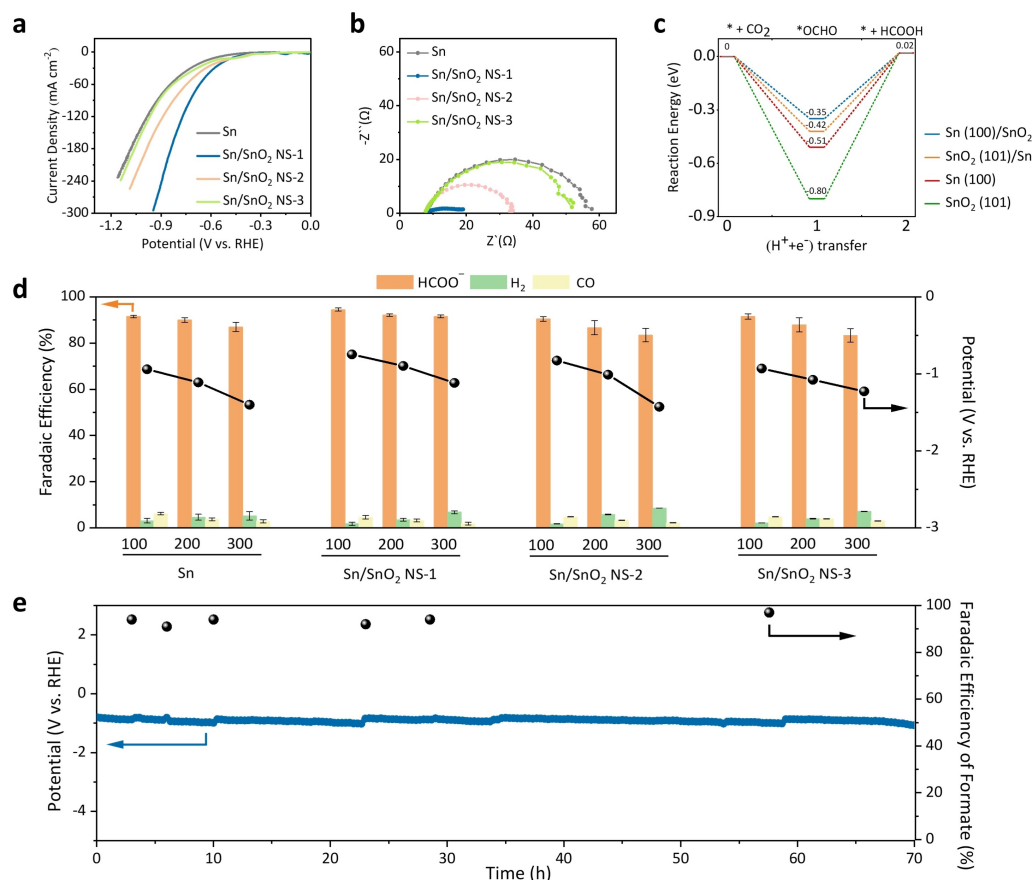 a
Current Density (mA cm⁻²)
0
-60
-120
-180
-240
-300
-1.2
-0.9
-0.6
-0.3
0.0
Potential (V vs. RHE)
Sn
Sn/SnO₂ NS-1
Sn/SnO₂ NS-2
Sn/SnO₂ NS-3
b
-Z``(Ω)
-60
-40
-20
0
0
20
40
60
Z`(Ω)
Sn
Sn/SnO₂ NS-1
Sn/SnO₂ NS-2
Sn/SnO₂ NS-3
c
* + CO₂
*OCHO
* + HCOOH
Reaction Energy (eV)
0.0
-0.3
-0.6
-0.9
0
0.02
-0.35
-0.42
-0.51
-0.80
0
1
2
(H⁺+e⁻) transfer
Sn (100)/SnO₂
SnO₂ (101)/Sn
Sn (100)
SnO₂ (101)
d
HCOO⁻
H₂
CO
Faradaic Efficiency (%)
100
80
60
40
20
0
Potential (V vs. RHE)
0
-1
-2
-3
100 200 300
100 200 300
100 200 300
100 200 300
Sn
Sn/SnO₂ NS-1
Sn/SnO₂ NS-2
Sn/SnO₂ NS-3
e
Potential (V vs. RHE)
2
0
-2
-4
Faradaic Efficiency of
Formate (%)
100
80
60
40
20
0
0
10
20
30
40
50
60
70
Time (h)